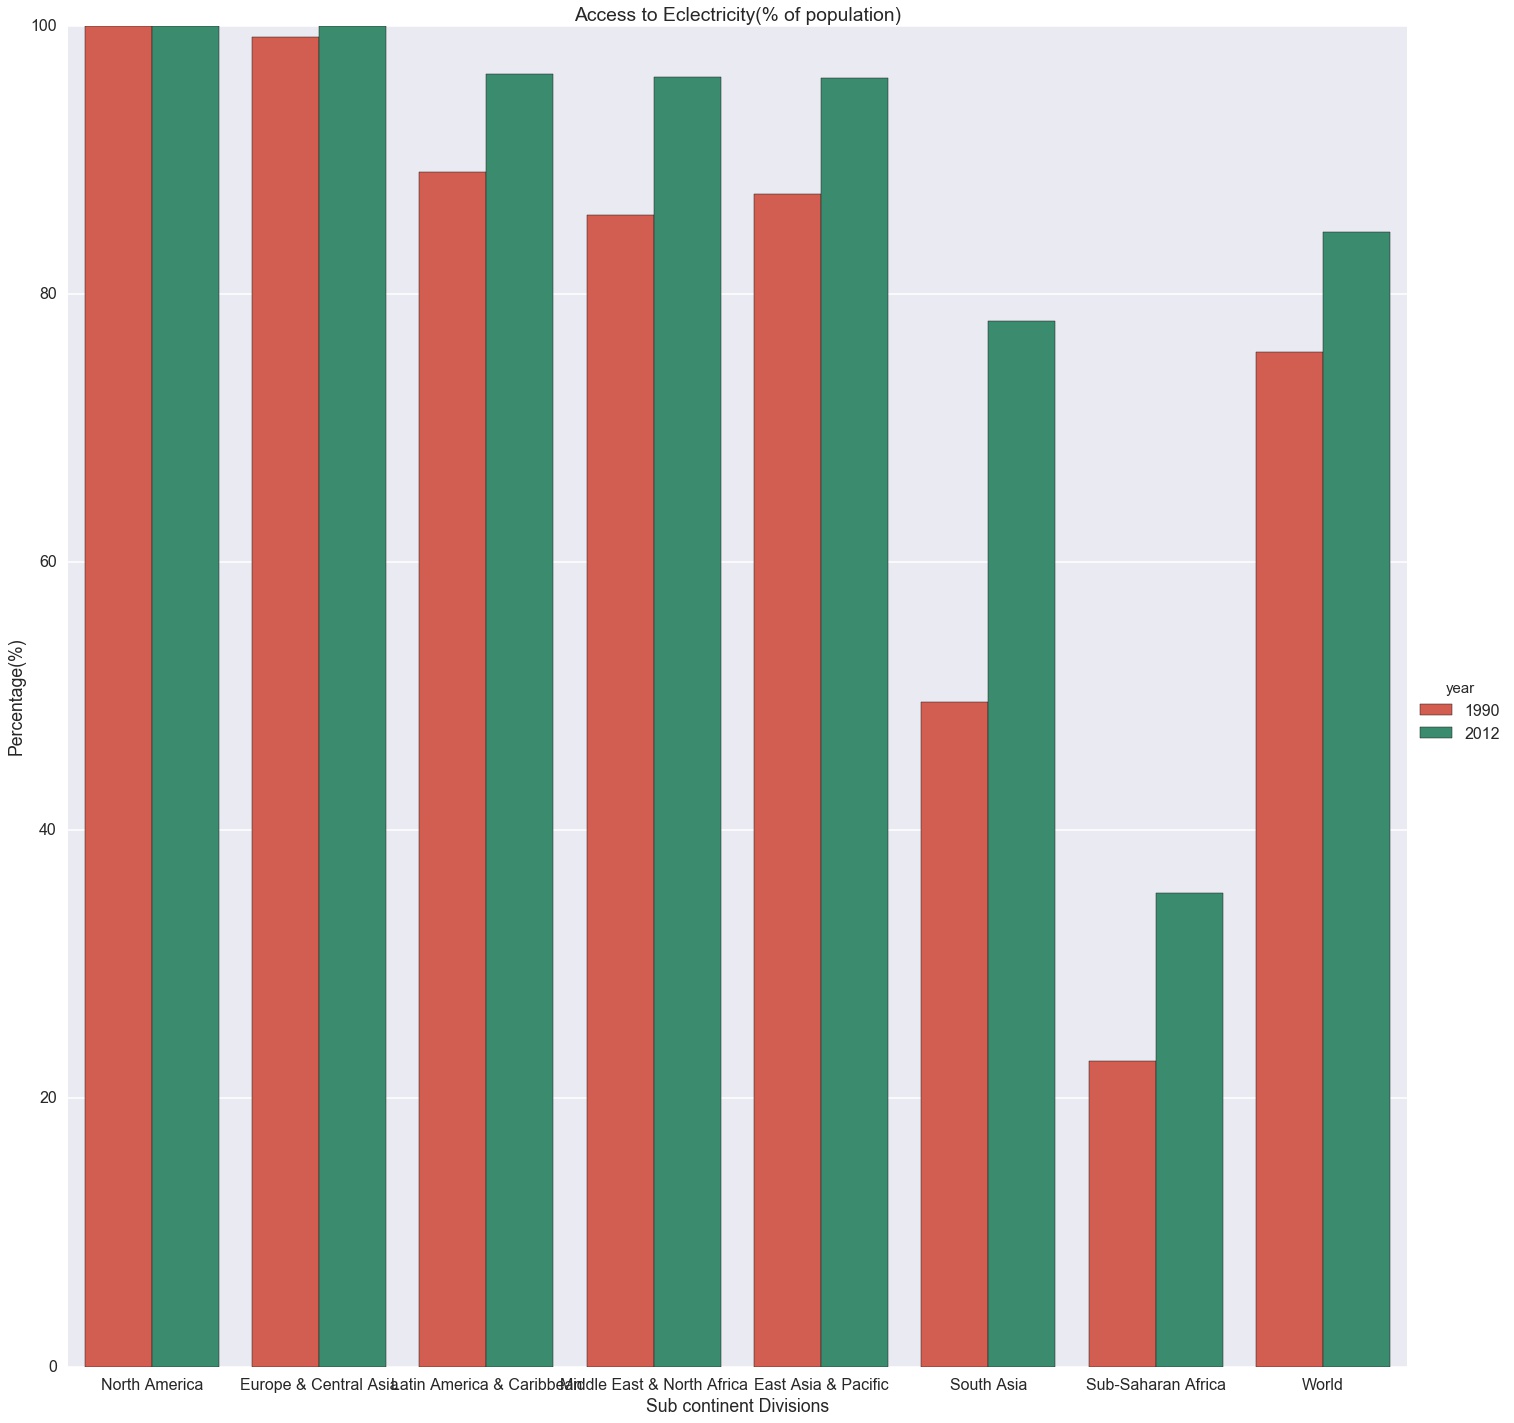 Access to Eclectricity(% of population)
100
80
60
40
20
0
Percentage(%)
North America
Europe & Central Asia
Latin America & Caribbean
Middle East & North Africa
East Asia & Pacific
South Asia
Sub-Saharan Africa
World
Sub continent Divisions
year
1990
2012